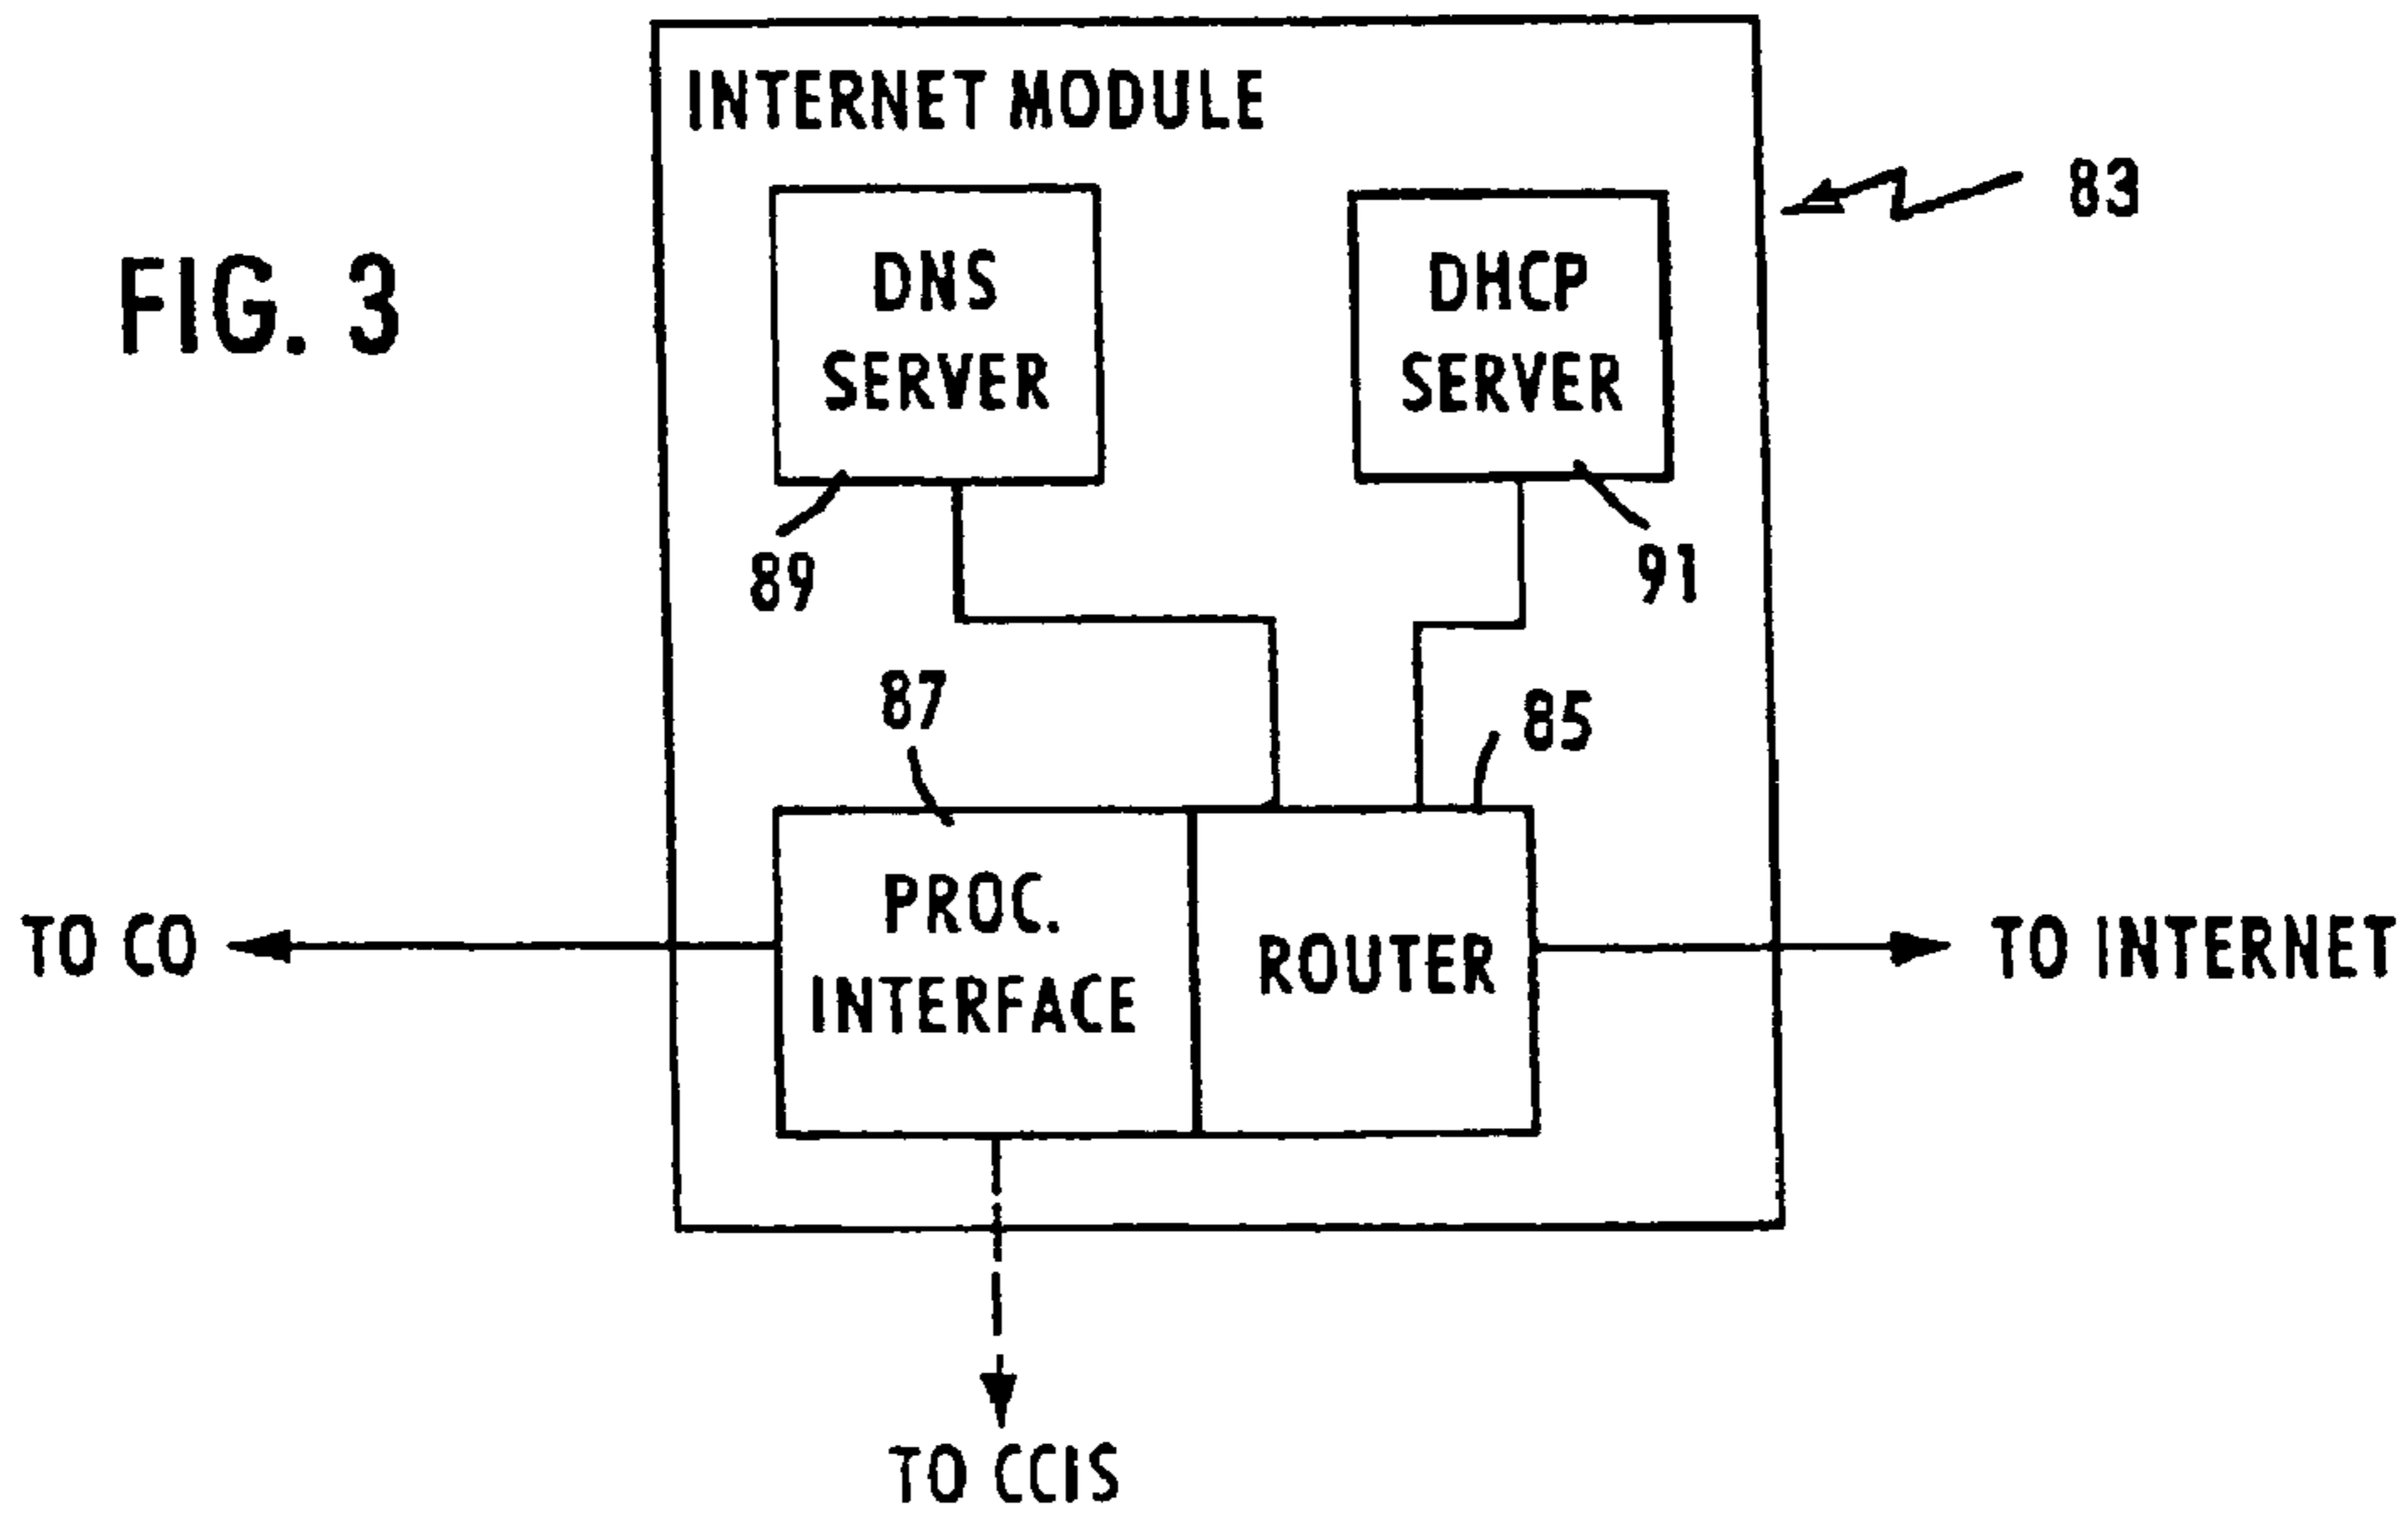 INTERNET MODULE
83
FIG. 3
DNS
SERVER
DHCP
SERVER
89
91
87
85
PROC.
INTERFACE
ROUTER
TO CO
TO INTERNET
TO CCIS